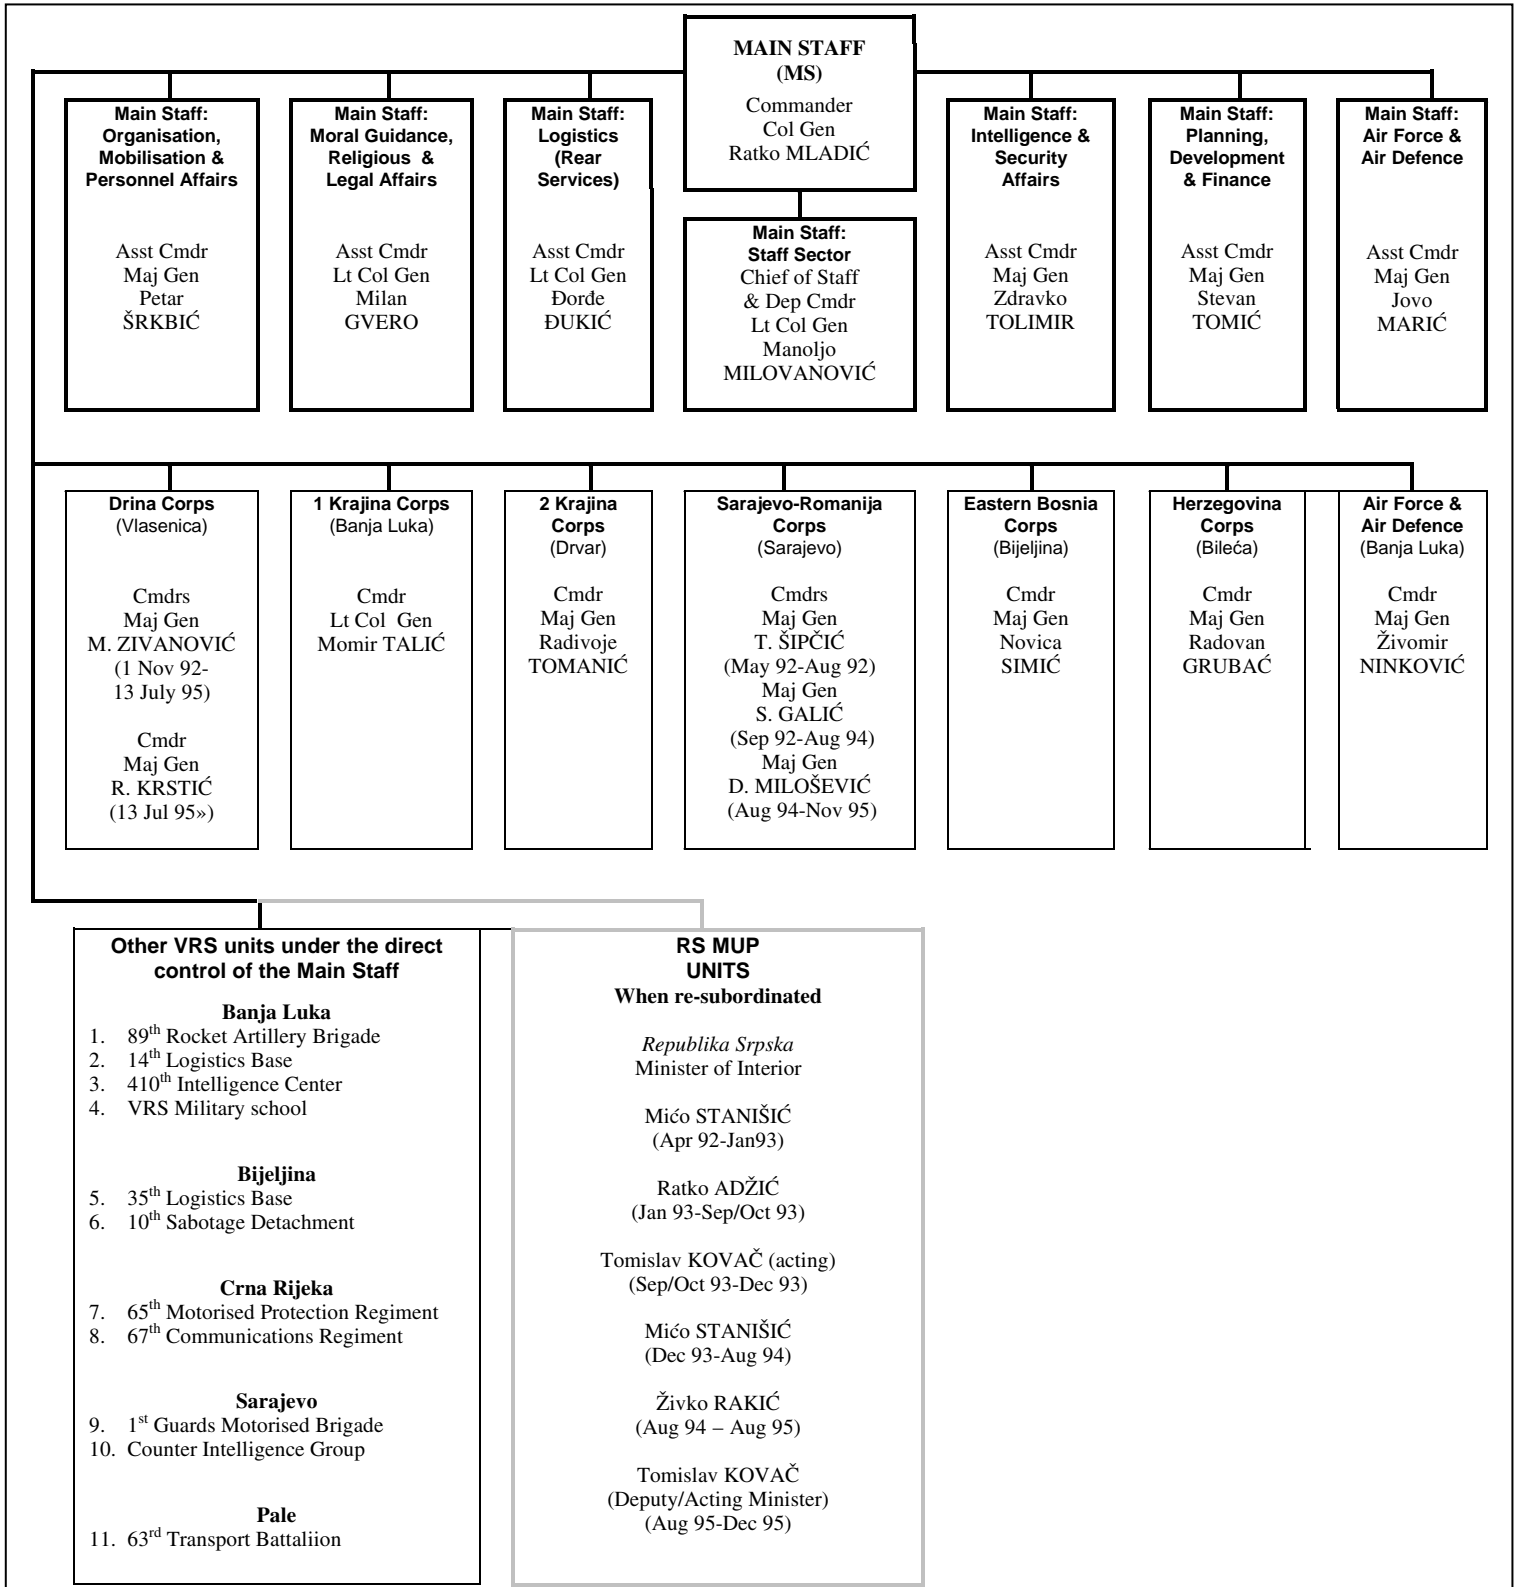 MAIN STAFF
(MS)
Commander
Col Gen
Ratko MLADIĆ
Main Staff:
Organisation,
Mobilisation &
Personnel Affairs
Asst Cmdr
Maj Gen
Petar
ŠRKBIĆ
Main Staff:
Moral Guidance,
Religious &
Legal Affairs
Asst Cmdr
Lt Col Gen
Milan
GVERO
Main Staff:
Logistics
(Rear
Services)
Asst Cmdr
Lt Col Gen
Đorđe
ĐUKIĆ
Main Staff:
Staff Sector
Chief of Staff
& Dep Cmdr
Lt Col Gen
Manoljo
MILOVANOVIĆ
Main Staff:
Intelligence &
Security
Affairs
Asst Cmdr
Maj Gen
Zdravko
TOLIMIR
Main Staff:
Planning,
Development
& Finance
Asst Cmdr
Maj Gen
Stevan
TOMIĆ
Main Staff:
Air Force &
Air Defence
Asst Cmdr
Maj Gen
Jovo
MARIĆ
Drina Corps
(Vlasenica)
Cmdrs
Maj Gen
M. ZIVANOVIĆ
(1 Nov 92-
13 July 95)
Cmdr
Maj Gen
R. KRSTIĆ
(13 Jul 95»)
1 Krajina Corps
(Banja Luka)
Cmdr
Lt Col Gen
Momir TALIĆ
2 Krajina
Corps
(Drvar)
Cmdr
Maj Gen
Radivoje
TOMANIĆ
Sarajevo-Romanija
Corps
(Sarajevo)
Cmdrs
Maj Gen
T. ŠIPČIĆ
(May 92-Aug 92)
Maj Gen
S. GALIĆ
(Sep 92-Aug 94)
Maj Gen
D. MILOŠEVIĆ
(Aug 94-Nov 95)
Eastern Bosnia
Corps
(Bijeljina)
Cmdr
Maj Gen
Novica
SIMIĆ
Herzegovina
Corps
(Bileća)
Cmdr
Maj Gen
Radovan
GRUBAĆ
Air Force &
Air Defence
(Banja Luka)
Cmdr
Maj Gen
Živomir
NINKOVIĆ
Other VRS units under the direct
control of the Main Staff
Banja Luka
1. 89th Rocket Artillery Brigade
2. 14th Logistics Base
3. 410th Intelligence Center
4. VRS Military school
Bijeljina
5. 35th Logistics Base
6. 10th Sabotage Detachment
Crna Rijeka
7. 65th Motorised Protection Regiment
8. 67th Communications Regiment
Sarajevo
9. 1st Guards Motorised Brigade
10. Counter Intelligence Group
Pale
11. 63rd Transport Battaliion
RS MUP
UNITS
When re-subordinated
Republika Srpska
Minister of Interior
Mićo STANIŠIĆ
(Apr 92-Jan93)
Ratko ADŽIĆ
(Jan 93-Sep/Oct 93)
Tomislav KOVAČ (acting)
(Sep/Oct 93-Dec 93)
Mićo STANIŠIĆ
(Dec 93-Aug 94)
Živko RAKIĆ
(Aug 94 – Aug 95)
Tomislav KOVAČ
(Deputy/Acting Minister)
(Aug 95-Dec 95)